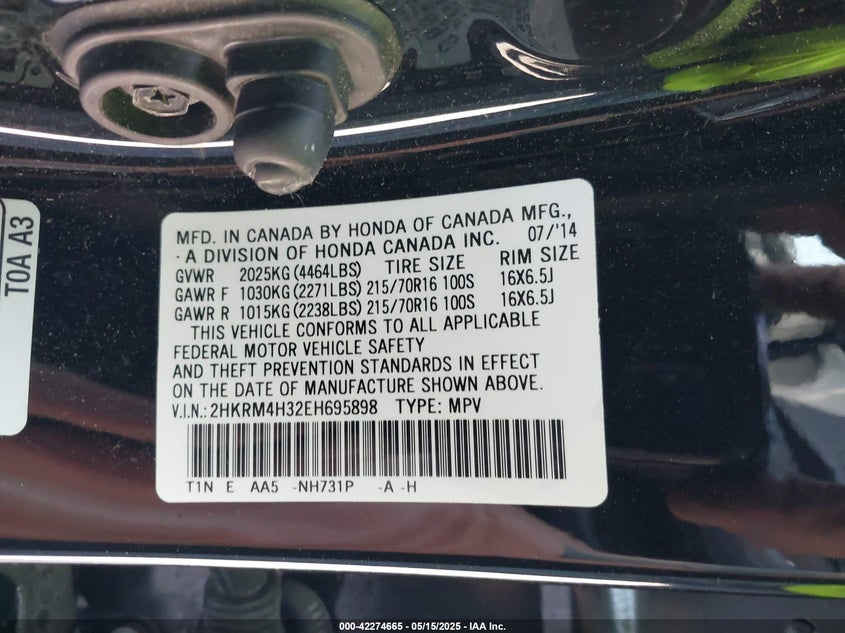 T0A A3
MFD. IN CANADA BY HONDA OF CANADA MFG.,
A DIVISION OF HONDA CANADA INC. 07/'14
GVWR 2025KG (4464LBS) TIRE SIZE RIM SIZE
GAWR F 1030KG (2271LBS) 215/70R16 100S 16X6.5J
GAWR R 1015KG (2238LBS) 215/70R16 100S 16X6.5J
THIS VEHICLE CONFORMS TO ALL APPLICABLE
FEDERAL MOTOR VEHICLE SAFETY
AND THEFT PREVENTION STANDARDS IN EFFECT
ON THE DATE OF MANUFACTURE SHOWN ABOVE.
V.I.N.: 2HKRM4H32EH695898 TYPE: MPV
T1N E AA5 -NH731P -A -H
000-42274665 - 05/15/2025 - IAA Inc.